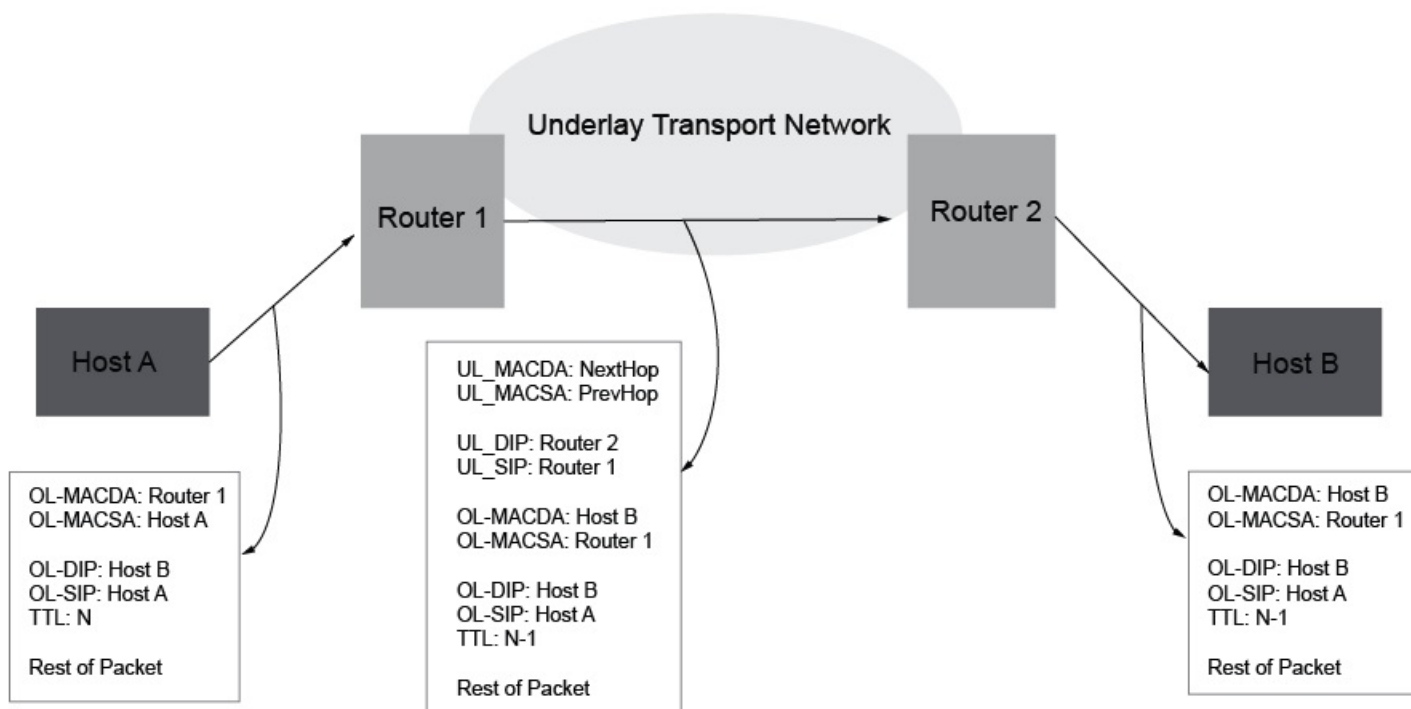 Underlay Transport Network
Router 1
Router 2
Host A
Host B
OL-MACDA: Router 1
OL-MACSA: Host A
OL-DIP: Host B
OL-SIP: Host A
TTL: N
Rest of Packet
UL_MACDA: NextHop
UL_MACSA: PrevHop
UL_DIP: Router 2
UL_SIP: Router 1
OL-MACDA: Host B
OL-MACSA: Router 1
OL-DIP: Host B
OL-SIP: Host A
TTL: N-1
Rest of Packet
OL-MACDA: Host B
OL-MACSA: Router 1
OL-DIP: Host B
OL-SIP: Host A
TTL: N-1
Rest of Packet